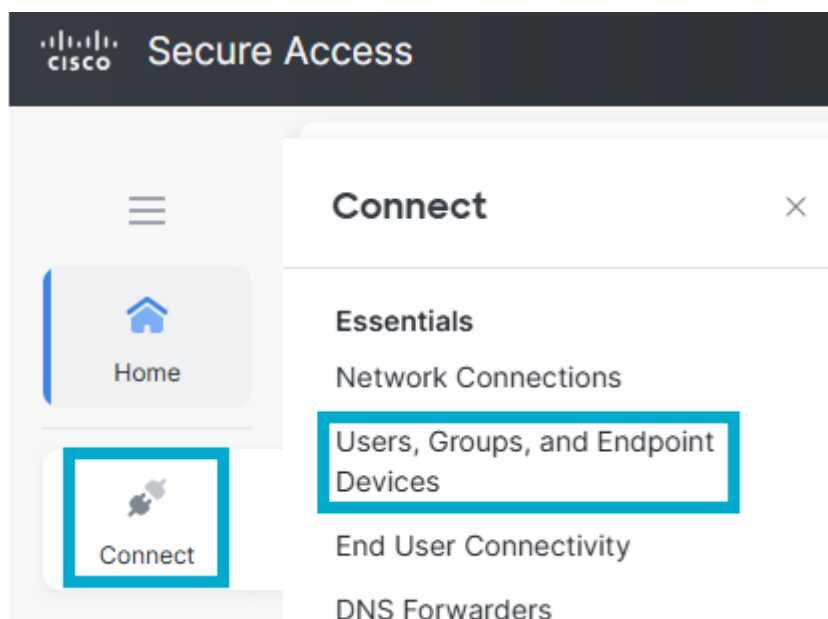 CISCO Secure Access
Connect
Home
Connect
Essentials
Network Connections
Users, Groups, and Endpoint
Devices
End User Connectivity
DNS Forwarders